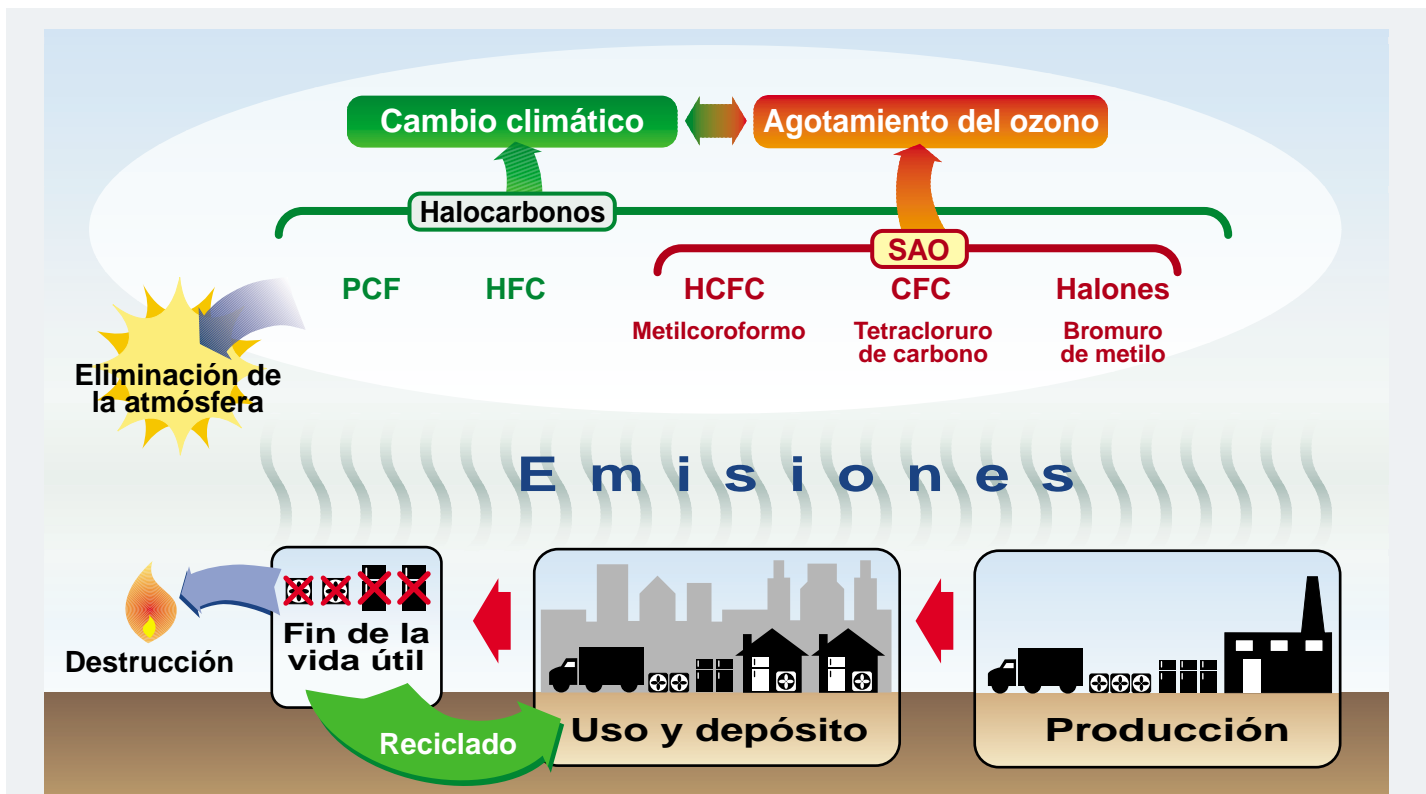 Cambio climático
Agotamiento del ozono
Halocarbonos
SAO
PCF
HFC
HCFC
CFC
Halones
Metilcoroformo
Tetracloruro
de carbono
Bromuro
de metilo
Eliminación de
la atmósfera
Emisiones
Destrucción
Fin de la
vida útil
Reciclado
Uso y depósito
Producción